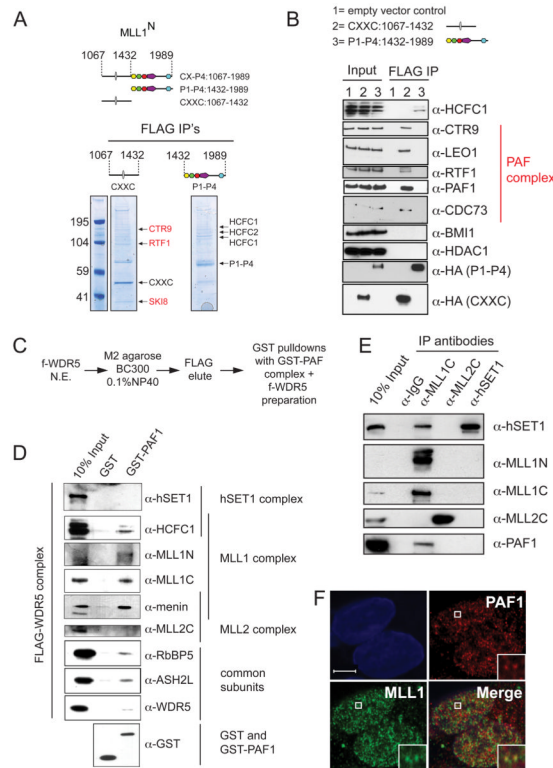 A
MLL1N
1067 1432 1989
CX-P4:1067-1989
P1-P4:1432-1989
CXXC:1067-1432
FLAG IP's
1067 1432
CXXC
1432 1989
P1-P4
195
104
59
41
CTR9
RTF1
CXXC
SKI8
HCFC1
HCFC2
HCFC1
P1-P4
B
1= empty vector control
2= CXXC:1067-1432
3= P1-P4:1432-1989
Input FLAG IP
1 2 3 1 2 3
α-HCFC1
α-CTR9
α-LEO1
α-RTF1
α-PAF1
α-CDC73
PAF
complex
α-BMI1
α-HDAC1
α-HA (P1-P4)
α-HA (CXXC)
C
f-WDR5
N.E.
M2 agarose
BC300
0.1%NP40
FLAG
elute
GST pulldowns
with GST-PAF
complex +
f-WDR5
preparation
D
10% Input
GST
GST-PAF1
FLAG-WDR5 complex
α-hSET1
α-HCFC1
α-MLL1N
α-MLL1C
α-menin
α-MLL2C
α-RbBP5
α-ASH2L
α-WDR5
α-GST
hSET1 complex
MLL1 complex
MLL2 complex
common
subunits
GST and
GST-PAF1
E
IP antibodies
10% Input
α-IgG
α-MLL1C
α-MLL2C
α-hSET1
α-hSET1
α-MLL1N
α-MLL1C
α-MLL2C
α-PAF1
F
PAF1
MLL1
Merge